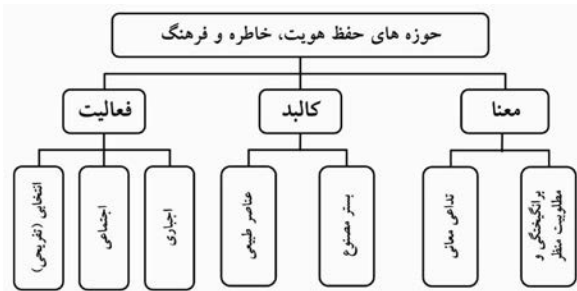 حوزه های حفظ هویت، خاطره و فرهنگ
معنا
کالبد
فعالیت
برانگیختگی و
مطلوبیت منظر
تداعی معانی
بستر مصنوع
عناصر طبیعی
اجباری
اجتماعی
انتخابی (تفریحی)